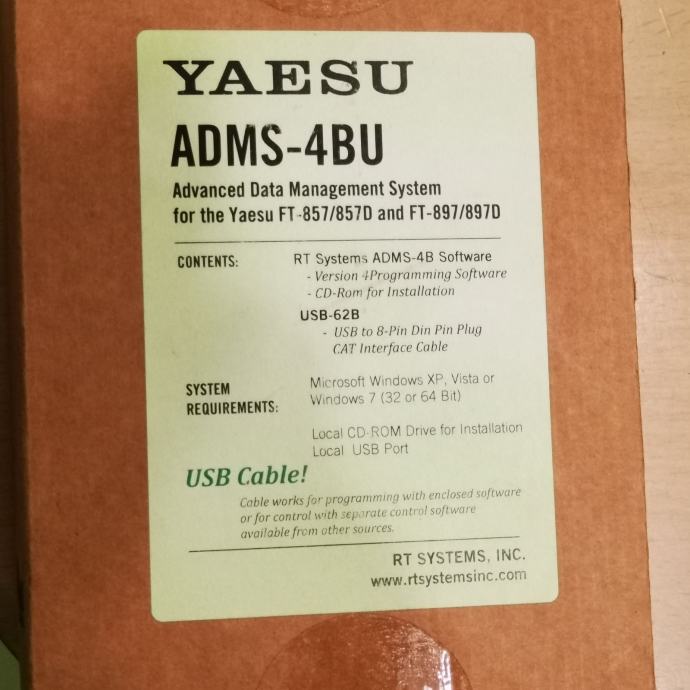 YAESU
ADMS-4BU
Advanced Data Management System
for the Yaesu FT-857/857D and FT-897/897D
CONTENTS: RT Systems ADMS-4B Software
- Version 4Programming Software
- CD-Rom for Installation
USB-62B
- USB to 8-Pin Din Pin Plug
CAT Interface Cable
SYSTEM Microsoft Windows XP, Vista or
REQUIREMENTS: Windows 7 (32 or 64 Bit)
Local CD-ROM Drive for Installation
Local USB Port
USB Cable!
Cable works for programming with enclosed software
or for control with separate control software
available from other sources.
RT SYSTEMS, INC.
www.rtsystemsinc.com